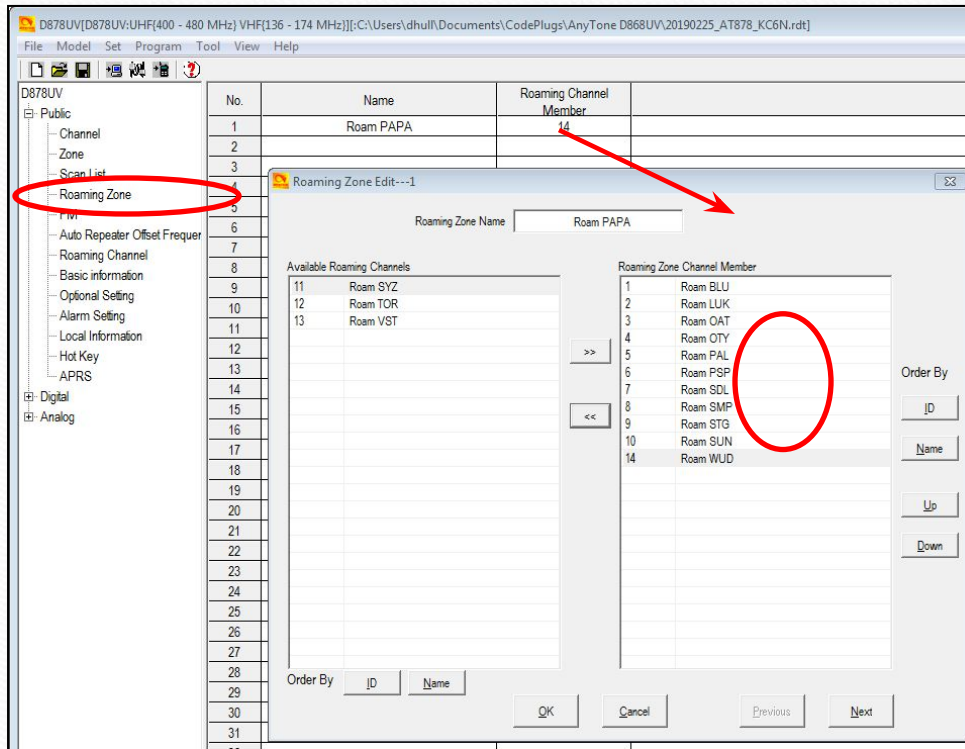 D878UV[D878UV:UHF{400 - 480 MHz} VHF{136 - 174 MHz}][:C:\Users\dhull\Documents\CodePlugs\AnyTone D868UV\20190225_AT878_KC6N.rdt]
File Model Set Program Tool View Help
D878UV
Public
Channel
Zone
Scan List
Roaming Zone
FM
Auto Repeater Offset Frequer
Roaming Channel
Basic information
Optional Setting
Alarm Setting
Local Information
Hot Key
APRS
Digital
Analog
No. Name Roaming Channel Member
1 Roam PAPA 14
2
3
4
5
6
7
8
9
10
11
12
13
14
15
16
17
18
19
20
21
22
23
24
25
26
27
28
29
30
31
Roaming Zone Edit---1
Roaming Zone Name Roam PAPA
Available Roaming Channels
11 Roam SYZ
12 Roam TOR
13 Roam VST
>>
<<
Roaming Zone Channel Member
1 Roam BLU
2 Roam LUK
3 Roam OAT
4 Roam OTY
5 Roam PAL
6 Roam PSP
7 Roam SDL
8 Roam SMP
9 Roam STG
10 Roam SUN
14 Roam WUD
Order By
ID
Name
Up
Down
Order By ID Name
OK Cancel Previous Next